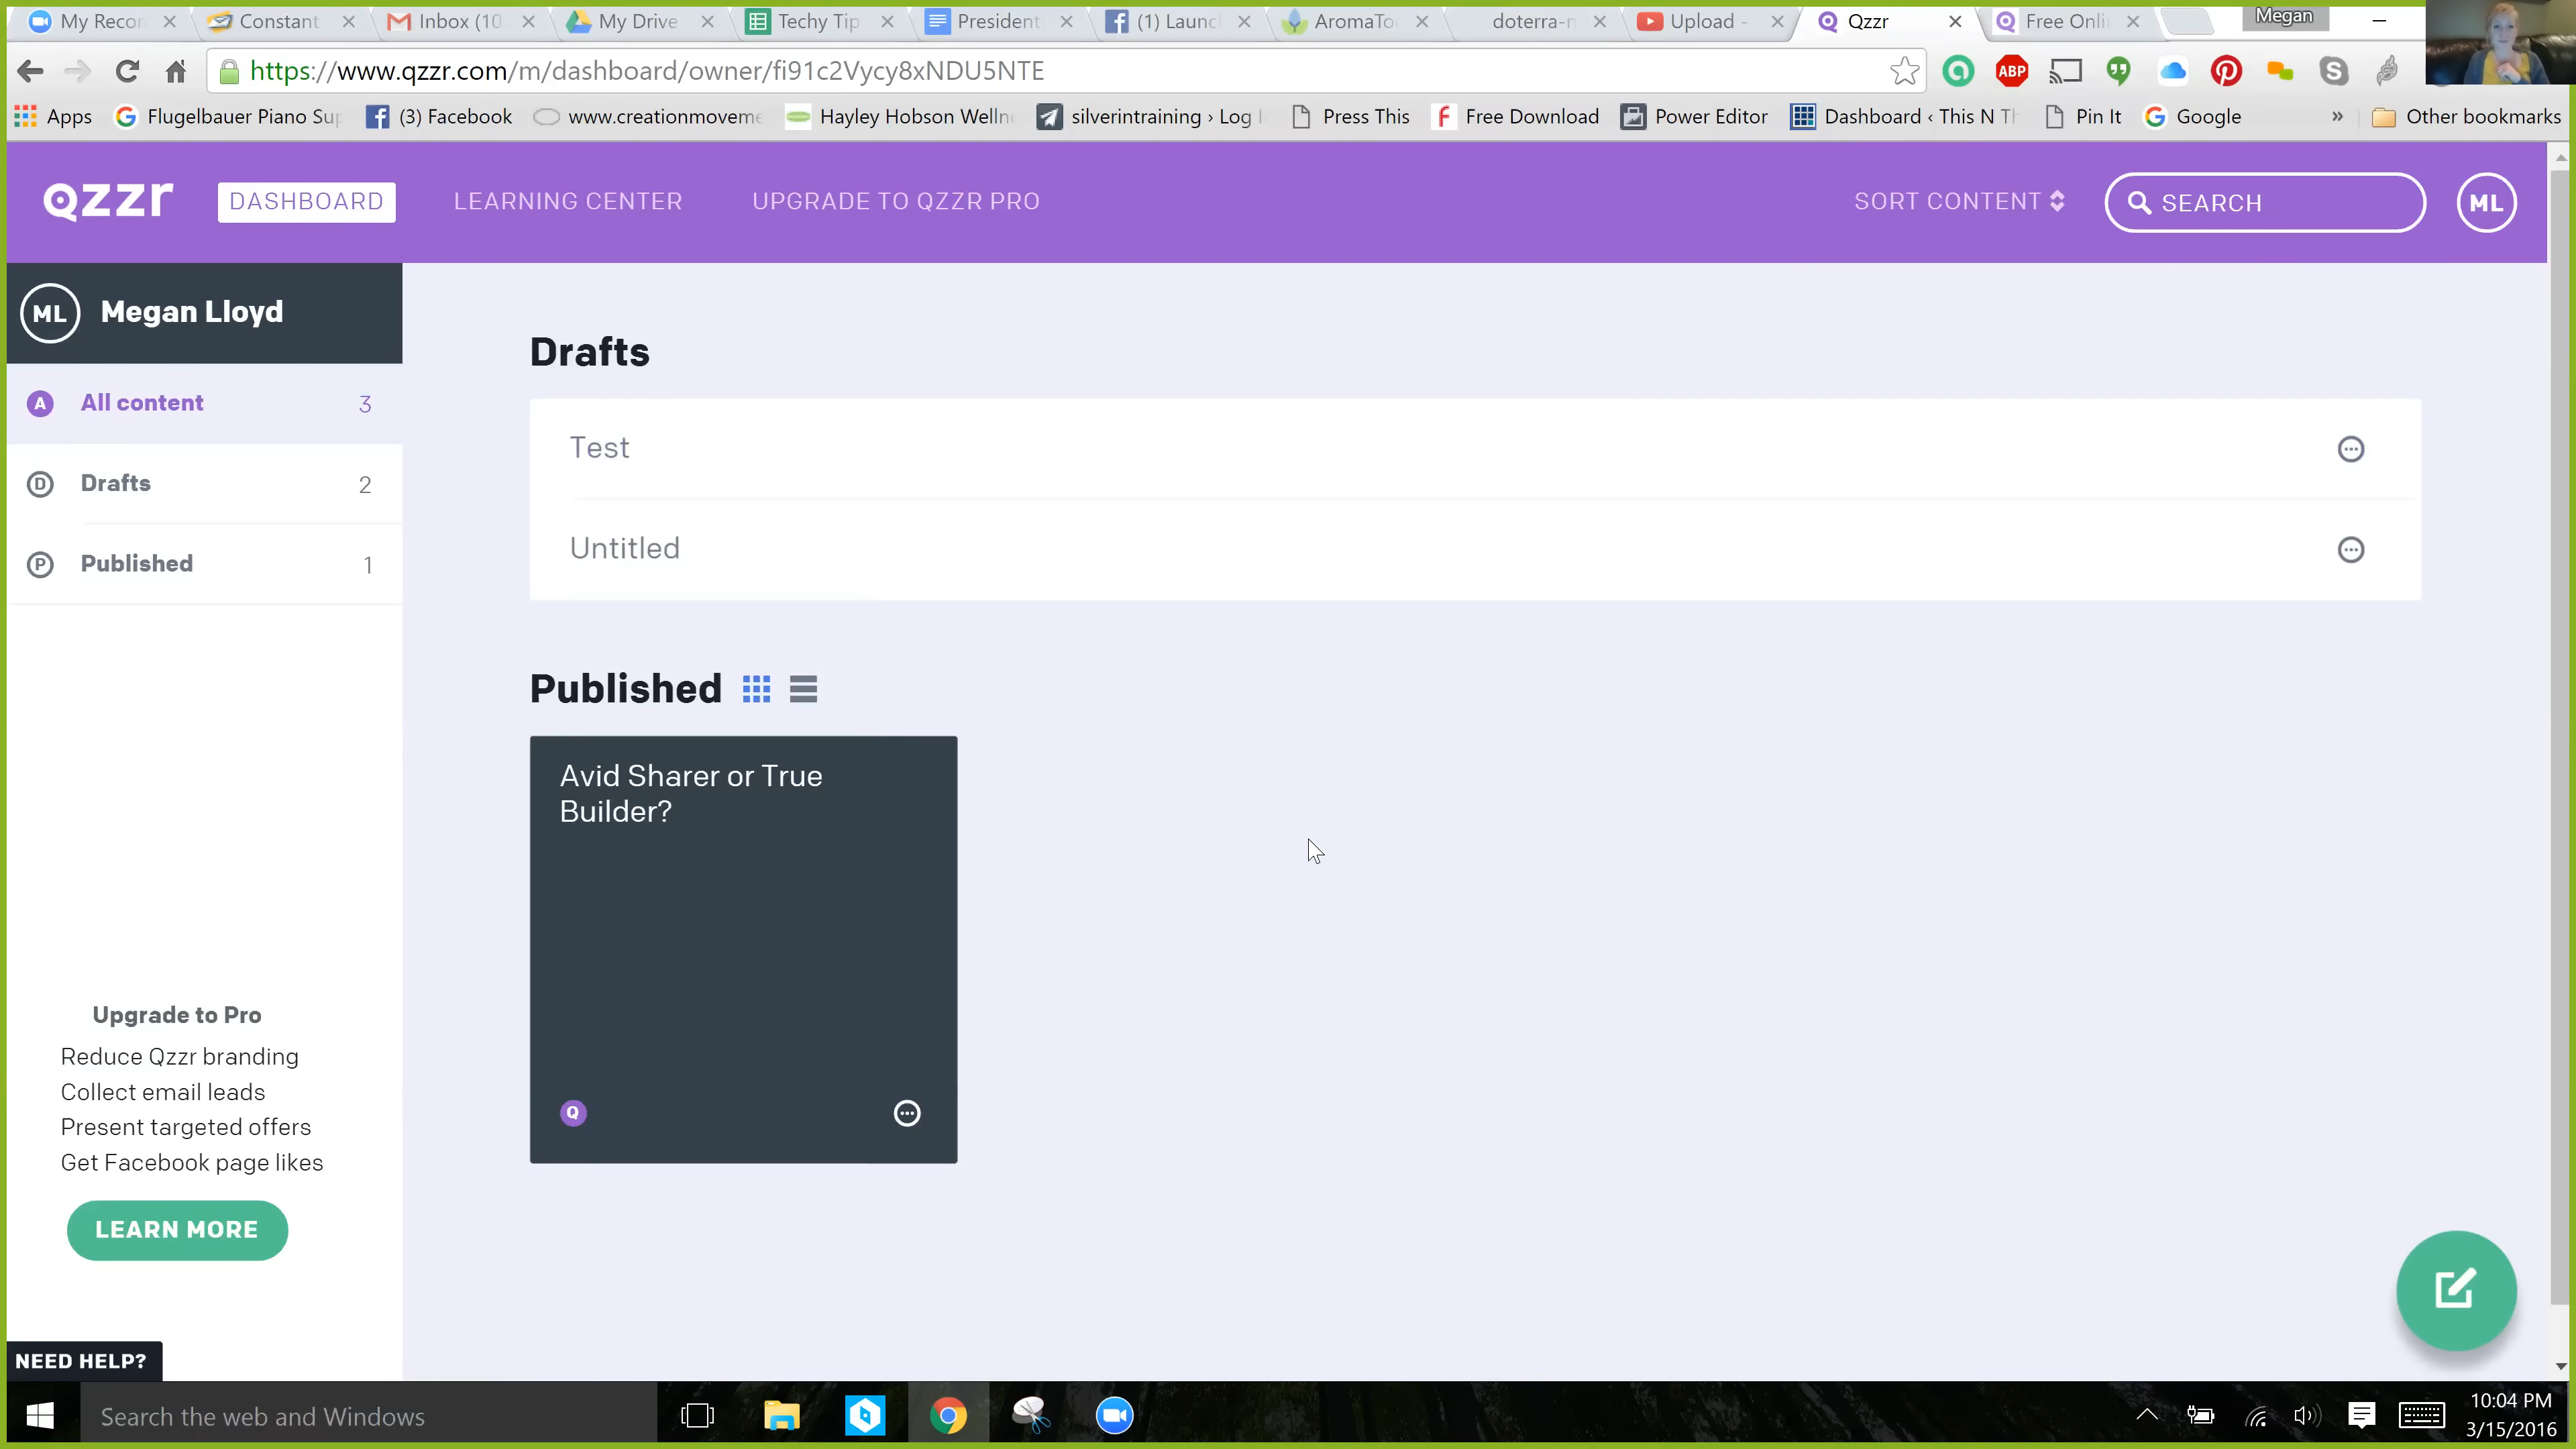 My Recor
Constant
Inbox (10
My Drive
Techy Tip
President
(1) Launc
AromaToo
doterra-m
Upload -
Qzzr
Free Onli
Megan
https://www.qzzr.com/m/dashboard/owner/fi91c2Vycy8xNDU5NTE
ABP
Apps
Flugelbauer Piano Sup
(3) Facebook
www.creationmoveme
Hayley Hobson Welln
silverintraining › Log I
Press This
Free Download
Power Editor
Dashboard ‹ This N Th
Pin It
Google
»
Other bookmarks
Qzzr
DASHBOARD
LEARNING CENTER
UPGRADE TO QZZR PRO
SORT CONTENT
SEARCH
ML
ML
Megan Lloyd
A
All content
3
D
Drafts
2
P
Published
1
Drafts
Test
Untitled
Published
Avid Sharer or True
Builder?
Q
Upgrade to Pro
Reduce Qzzr branding
Collect email leads
Present targeted offers
Get Facebook page likes
LEARN MORE
NEED HELP?
Search the web and Windows
10:04 PM
3/15/2016